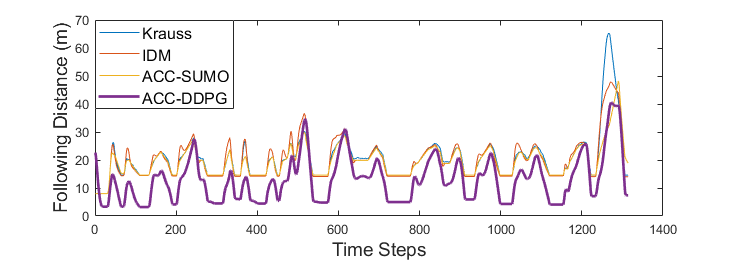 70
60
50
40
30
20
10
0
Following Distance (m)
Krauss
IDM
ACC-SUMO
ACC-DDPG
0 200 400 600 800 1000 1200 1400
Time Steps